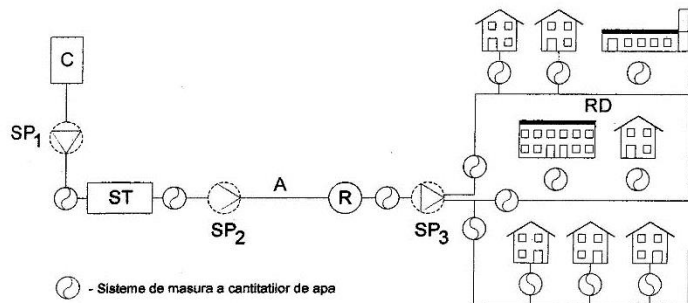 C
SP1
RD
ST
A
R
SP2
SP3
- Sisteme de masura a cantitatiior de apa